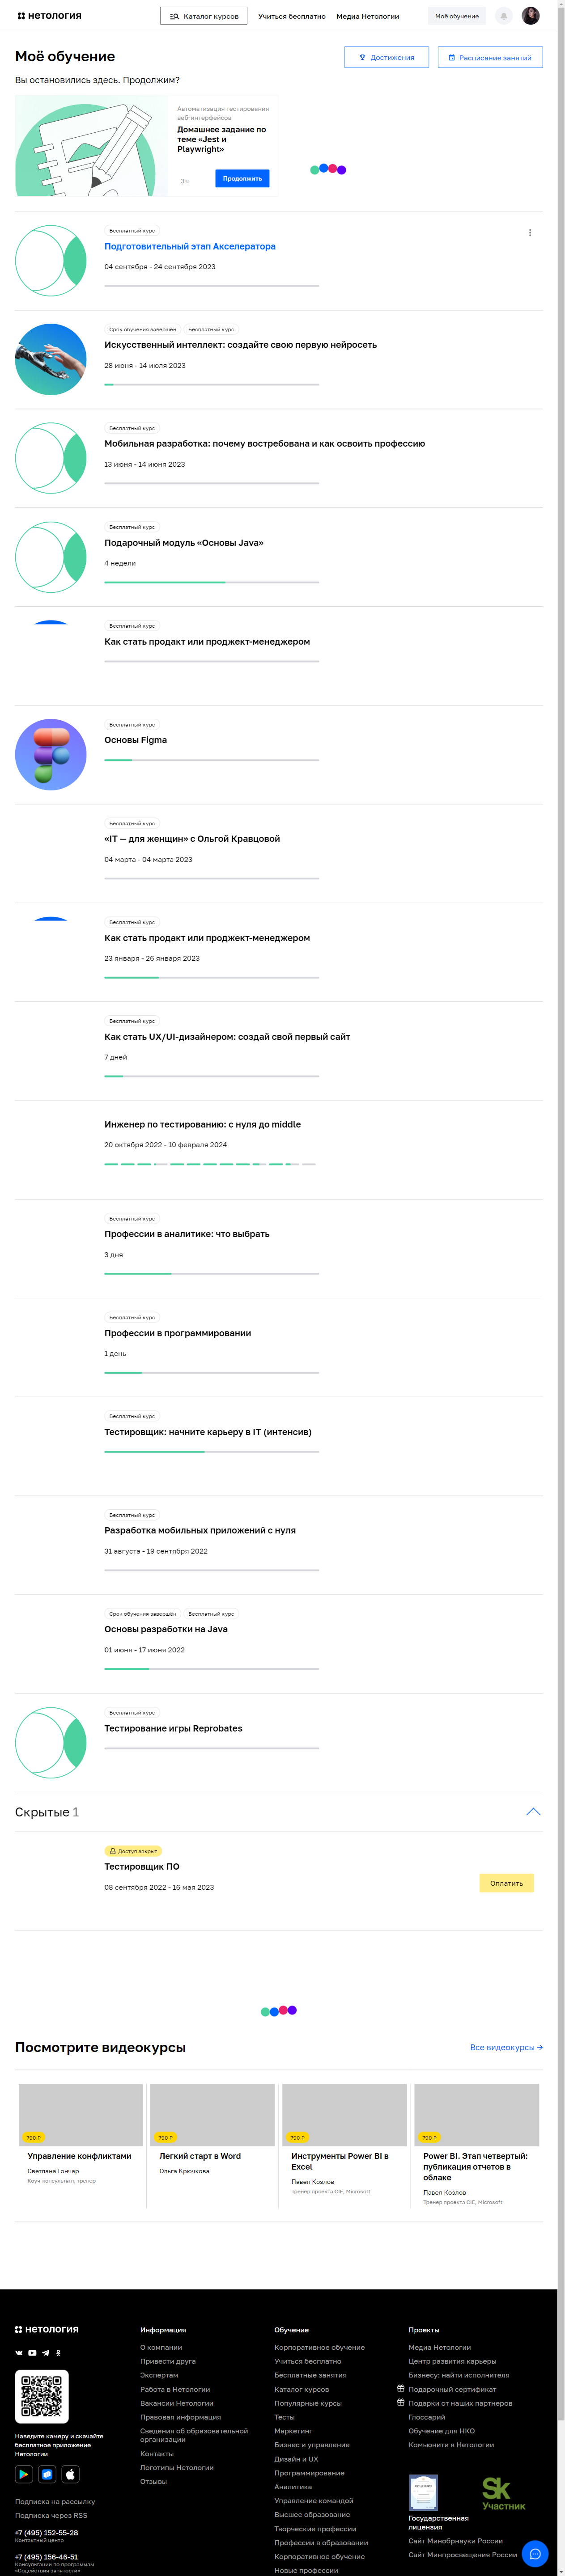 нетология
Каталог курсов
Учиться бесплатно
Медиа Нетологии
Моё обучение
Моё обучение
Достижения
Расписание занятий
Вы остановились здесь. Продолжим?
Автоматизация тестирования
веб-интерфейсов
Домашнее задание по
теме «Jest и
Playwright»
3 ч
Продолжить
Бесплатный курс
Подготовительный этап Акселератора
04 сентября - 24 сентября 2023
Срок обучения завершён
Бесплатный курс
Искусственный интеллект: создайте свою первую нейросеть
28 июня - 14 июля 2023
Бесплатный курс
Мобильная разработка: почему востребована и как освоить профессию
13 июня - 14 июня 2023
Бесплатный курс
Подарочный модуль «Основы Java»
4 недели
Бесплатный курс
Как стать продакт или проджект-менеджером
Бесплатный курс
Основы Figma
Бесплатный курс
«IT — для женщин» с Ольгой Кравцовой
04 марта - 04 марта 2023
Бесплатный курс
Как стать продакт или проджект-менеджером
23 января - 26 января 2023
Бесплатный курс
Как стать UX/UI-дизайнером: создай свой первый сайт
7 дней
Инженер по тестированию: с нуля до middle
20 октября 2022 - 10 февраля 2024
Бесплатный курс
Профессии в аналитике: что выбрать
3 дня
Бесплатный курс
Профессии в программировании
1 день
Бесплатный курс
Тестировщик: начните карьеру в IT (интенсив)
Бесплатный курс
Разработка мобильных приложений с нуля
31 августа - 19 сентября 2022
Срок обучения завершён
Бесплатный курс
Основы разработки на Java
01 июня - 17 июня 2022
Бесплатный курс
Тестирование игры Reprobates
Скрытые 1
Доступ закрыт
Тестировщик ПО
08 сентября 2022 - 16 мая 2023
Оплатить
Посмотрите видеокурсы
Все видеокурсы →
790 ₽
Управление конфликтами
Светлана Гончар
Коуч-консультант, тренер
790 ₽
Легкий старт в Word
Ольга Крючкова
790 ₽
Инструменты Power BI в
Excel
Павел Козлов
Тренер проекта CIE, Microsoft
790 ₽
Power BI. Этап четвертый:
публикация отчетов в
облаке
Павел Козлов
Тренер проекта CIE, Microsoft
нетология
Наведите камеру и скачайте
бесплатное приложение
Нетологии
Подписка на рассылку
Подписка через RSS
+7 (495) 152-55-28
Контактный центр
+7 (495) 156-46-51
Консультации по программам
«Содействие занятости»
Информация
О компании
Привести друга
Экспертам
Работа в Нетологии
Вакансии Нетологии
Правовая информация
Сведения об образовательной
организации
Контакты
Логотипы Нетологии
Отзывы
Обучение
Корпоративное обучение
Учиться бесплатно
Бесплатные занятия
Каталог курсов
Популярные курсы
Тесты
Маркетинг
Бизнес и управление
Дизайн и UX
Программирование
Аналитика
Управление командой
Высшее образование
Творческие профессии
Профессии в образовании
Корпоративное обучение
Новые профессии
Проекты
Медиа Нетологии
Центр развития карьеры
Бизнесу: найти исполнителя
Подарочный сертификат
Подарки от наших партнеров
Глоссарий
Обучение для НКО
Комьюнити в Нетологии
Sk
Участник
Государственная
лицензия
Сайт Минобрнауки России
Сайт Минпросвещения России